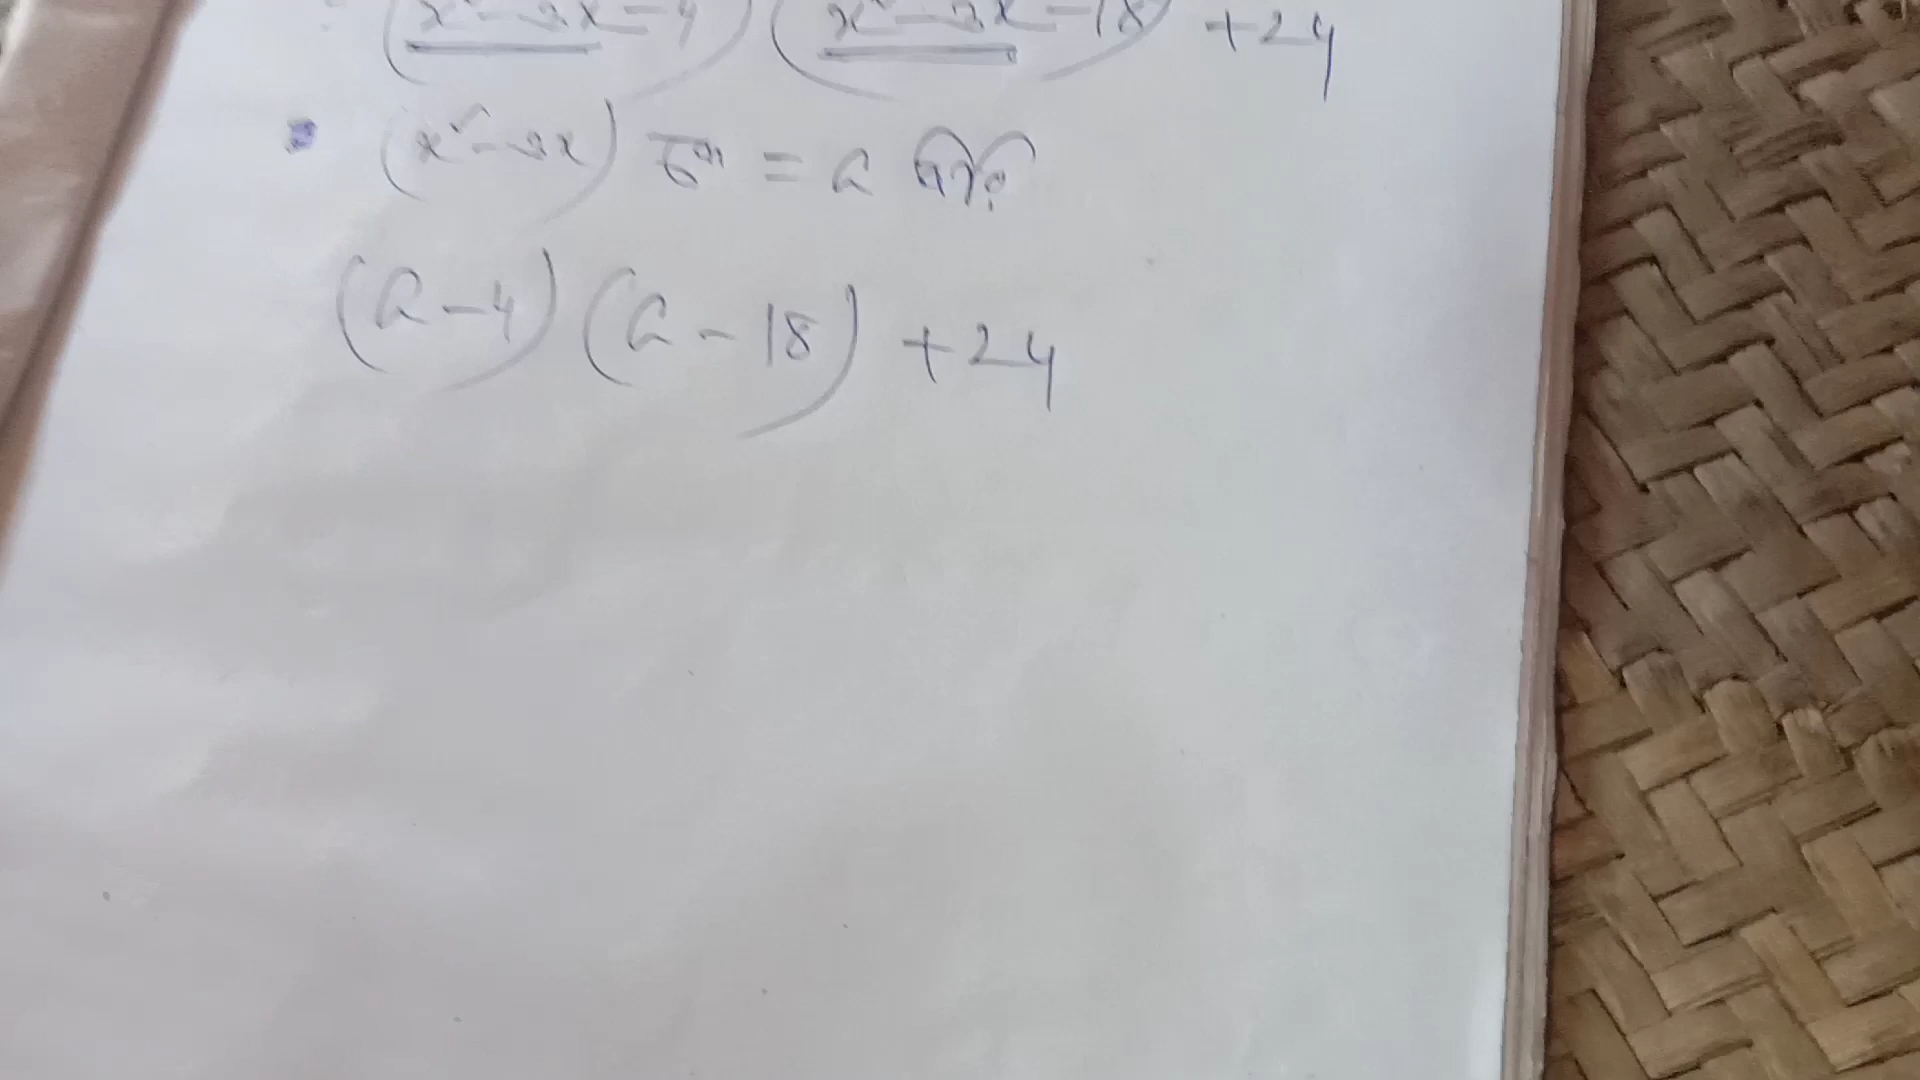 (x²-3x-4) (x²-3x-18) +24
(x²-3x) কে = a ধরি
(a-4) (a-18) +24